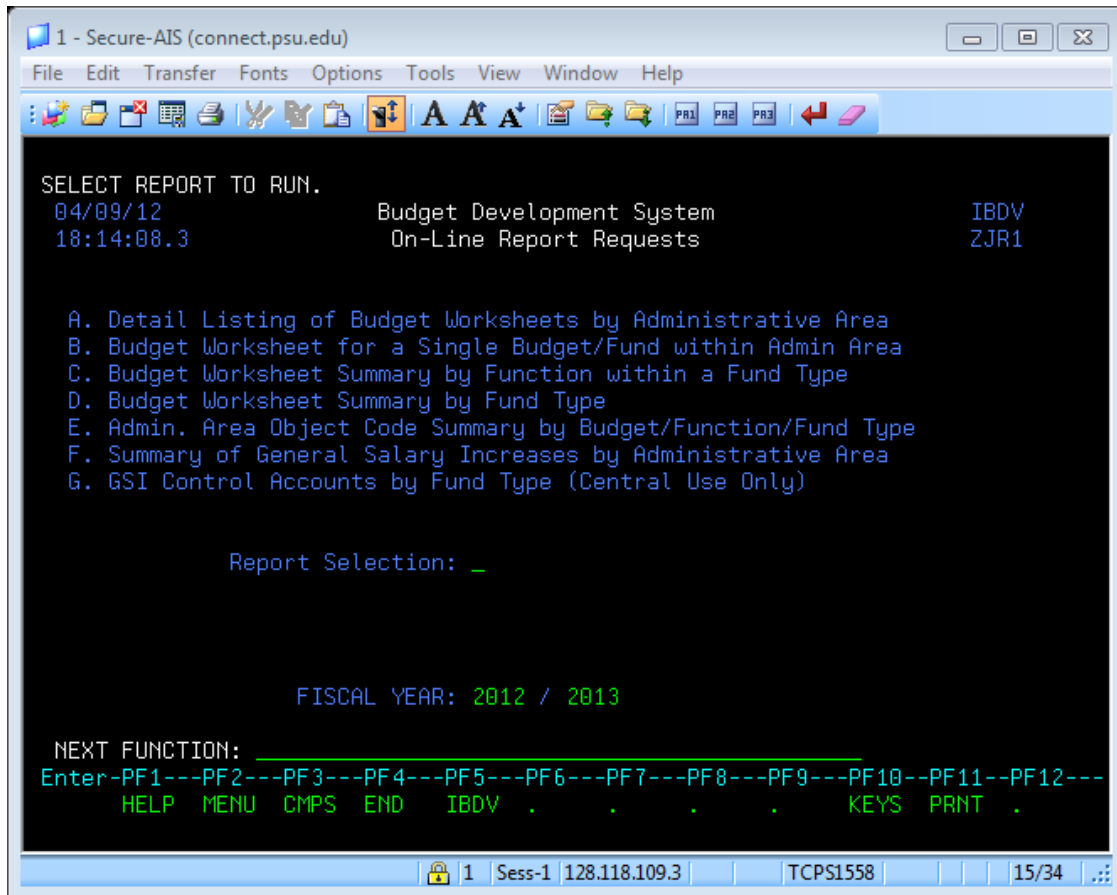 1 - Secure-AIS (connect.psu.edu)
File Edit Transfer Fonts Options Tools View Window Help
A A A PA1 PA2 PA3
SELECT REPORT TO RUN.
04/09/12 Budget Development System IBDV
18:14:08.3 On-Line Report Requests ZJR1
A. Detail Listing of Budget Worksheets by Administrative Area
B. Budget Worksheet for a Single Budget/Fund within Admin Area
C. Budget Worksheet Summary by Function within a Fund Type
D. Budget Worksheet Summary by Fund Type
E. Admin. Area Object Code Summary by Budget/Function/Fund Type
F. Summary of General Salary Increases by Administrative Area
G. GSI Control Accounts by Fund Type (Central Use Only)
Report Selection: _
FISCAL YEAR: 2012 / 2013
NEXT FUNCTION: ____________________
Enter-PF1---PF2---PF3---PF4---PF5---PF6---PF7---PF8---PF9---PF10--PF11--PF12---
HELP MENU CMPS END IBDV . . . . KEYS PRNT .
1 Sess-1 128.118.109.3 TCPS1558 15/34